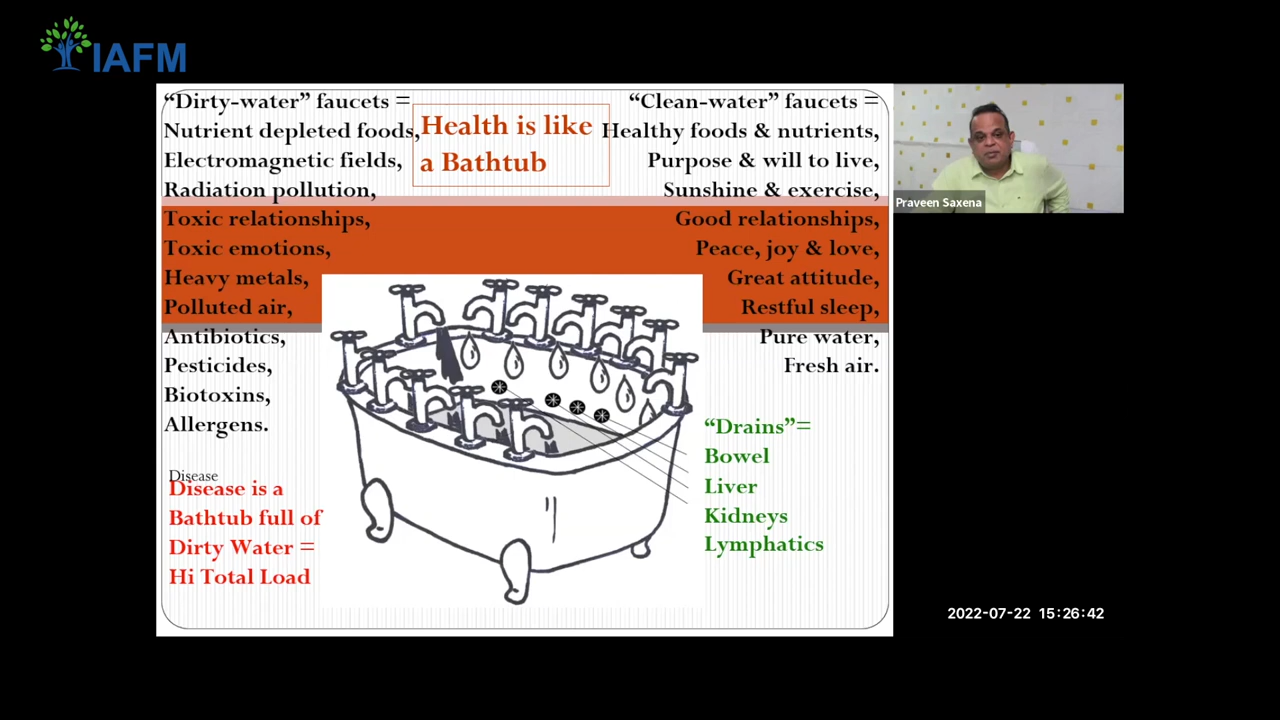 IAFM
“Dirty-water” faucets =
Nutrient depleted foods,
Electromagnetic fields,
Radiation pollution,
Toxic relationships,
Toxic emotions,
Heavy metals,
Polluted air,
Antibiotics,
Pesticides,
Biotoxins,
Allergens.
Health is like
a Bathtub
“Clean-water” faucets =
Healthy foods & nutrients,
Purpose & will to live,
Sunshine & exercise,
Good relationships,
Peace, joy & love,
Great attitude,
Restful sleep,
Pure water,
Fresh air.
Praveen Saxena
Disease
Disease is a
Bathtub full of
Dirty Water =
Hi Total Load
“Drains”=
Bowel
Liver
Kidneys
Lymphatics
2022-07-22 15:26:42